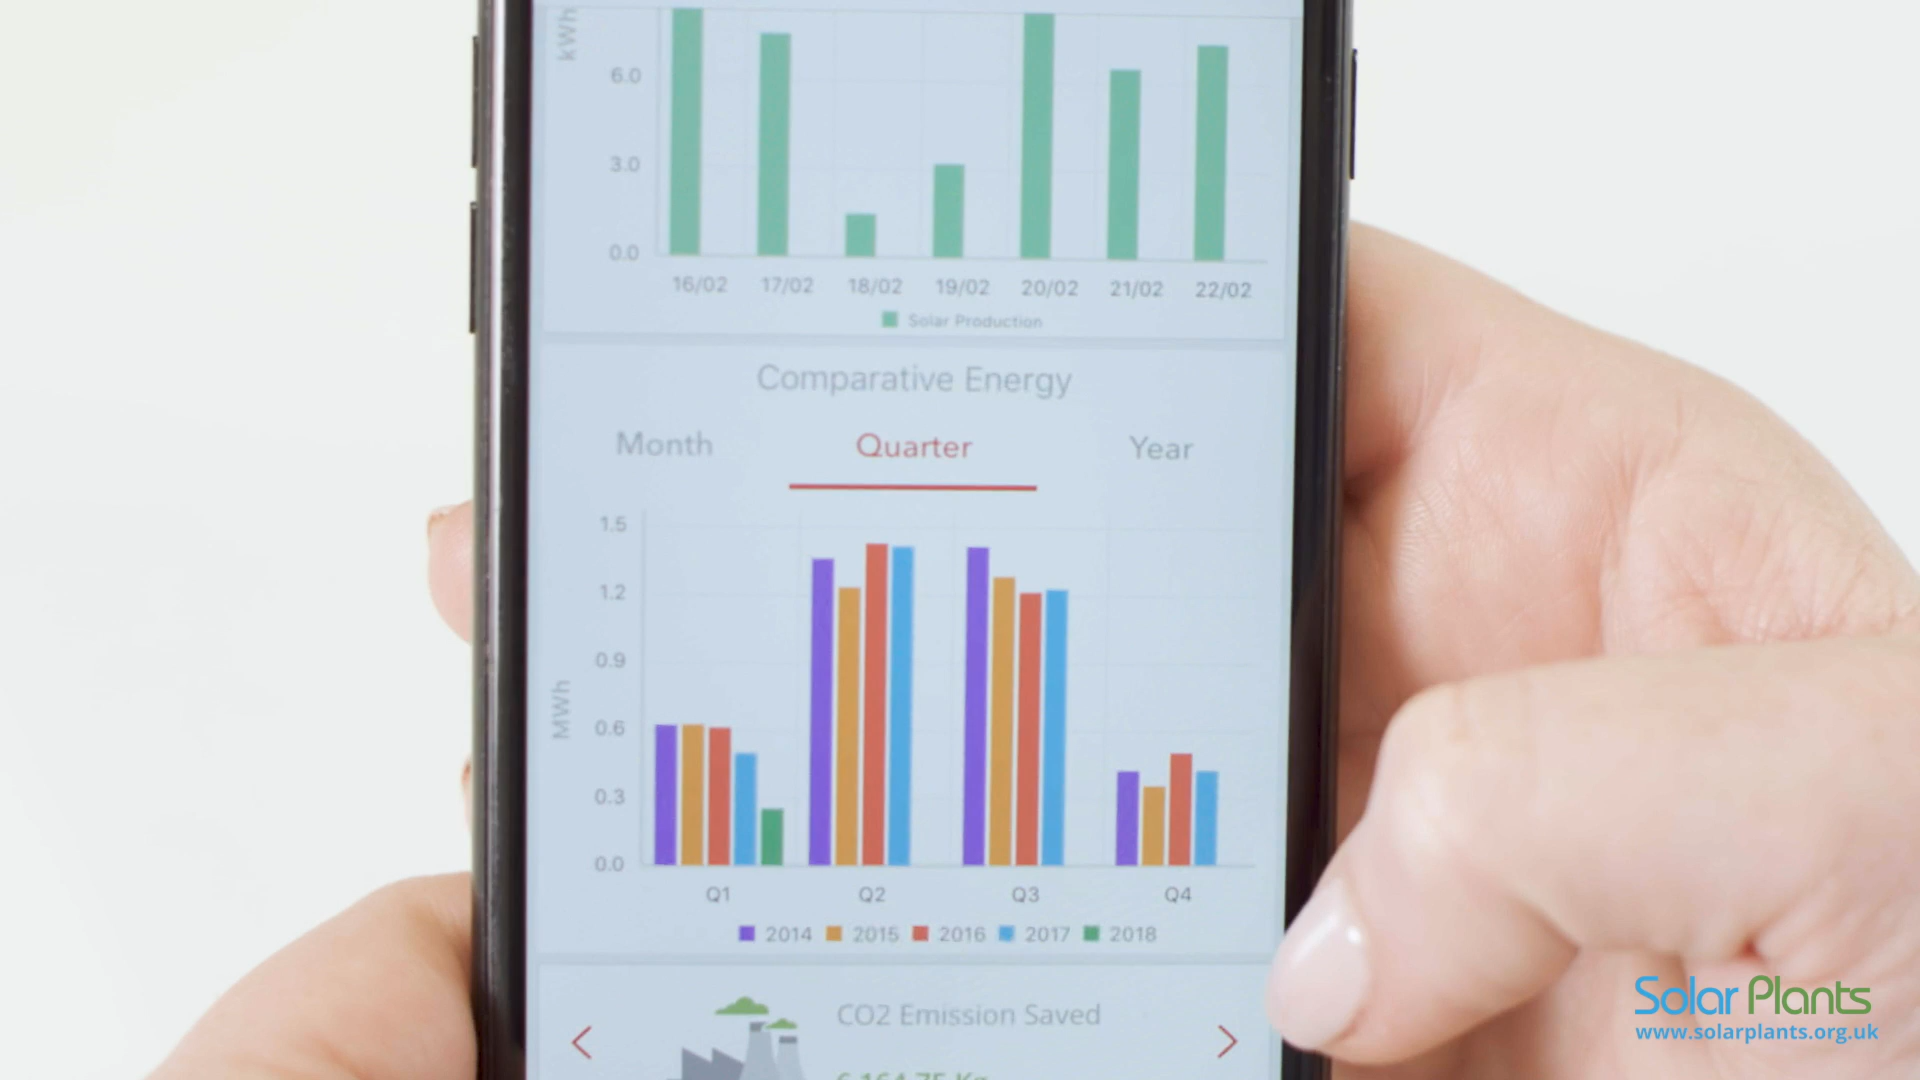 kWh
6.0
3.0
0.0
16/02 17/02 18/02 19/02 20/02 21/02 22/02
Solar Production
Comparative Energy
Month Quarter Year
1.5
1.2
0.9
0.6
0.3
0.0
MWh
Q1 Q2 Q3 Q4
2014 2015 2016 2017 2018
CO2 Emission Saved
Solar Plants
www.solarplants.org.uk